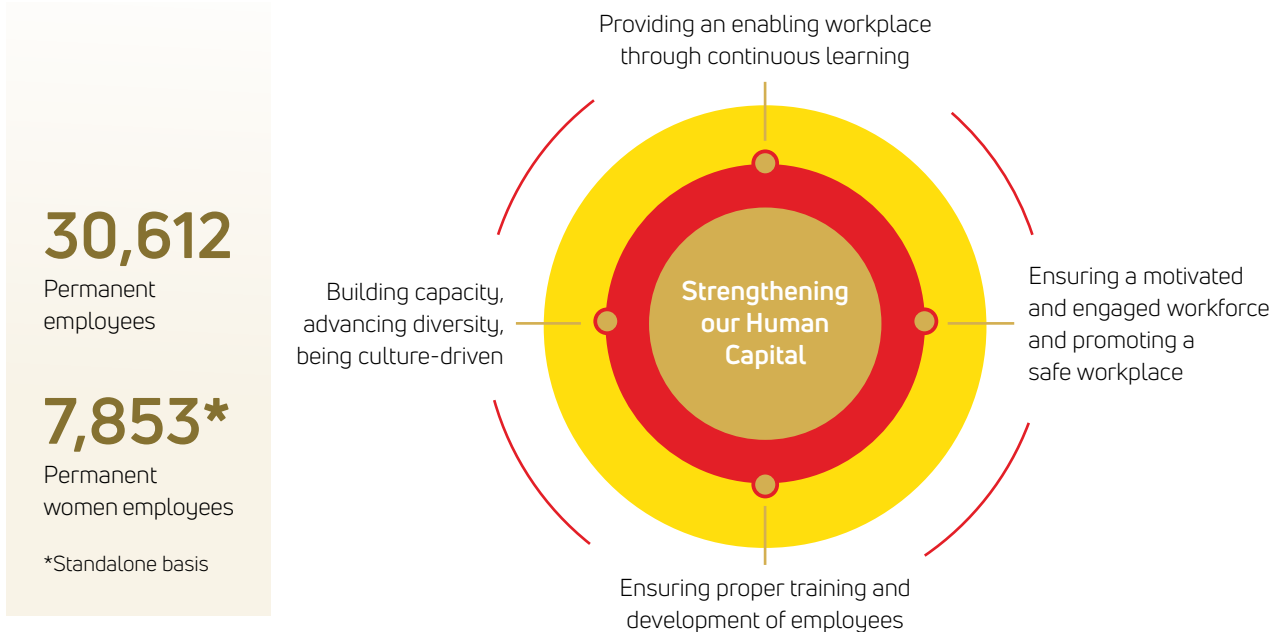 30,612
Permanent
employees
7,853*
Permanent
women employees
*Standalone basis
Providing an enabling workplace
through continuous learning
Building capacity,
advancing diversity,
being culture-driven
Strengthening
our Human
Capital
Ensuring a motivated
and engaged workforce
and promoting a
safe workplace
Ensuring proper training and
development of employees